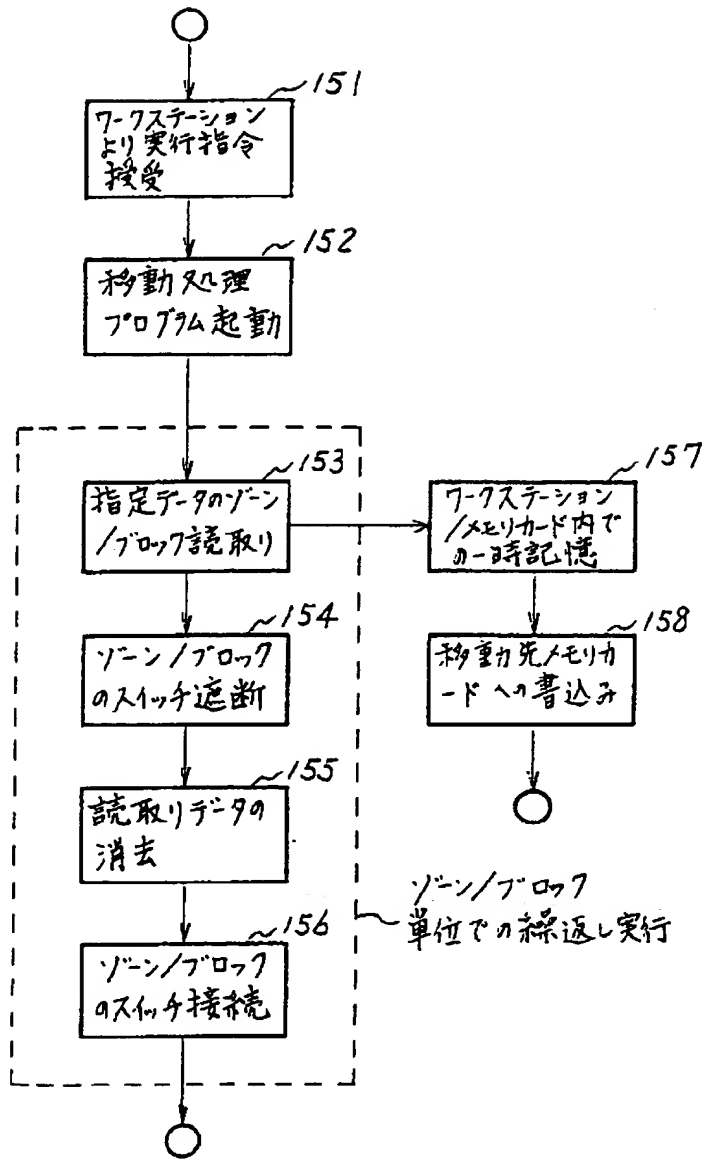 151
ワークステーション
より実行指令
授受
152
移動処理
プログラム起動
153
指定データのゾーン
/ブロック読取り
154
ゾーン/ブロック
のスイッチ遮断
155
読取りデータの
消去
156
ゾーン/ブロック
のスイッチ接続
157
ワークステーション
/メモリカード内で
の一時記憶
158
移動先メモリカ
ードへの書込み
ゾーン/ブロック
単位での繰返し実行